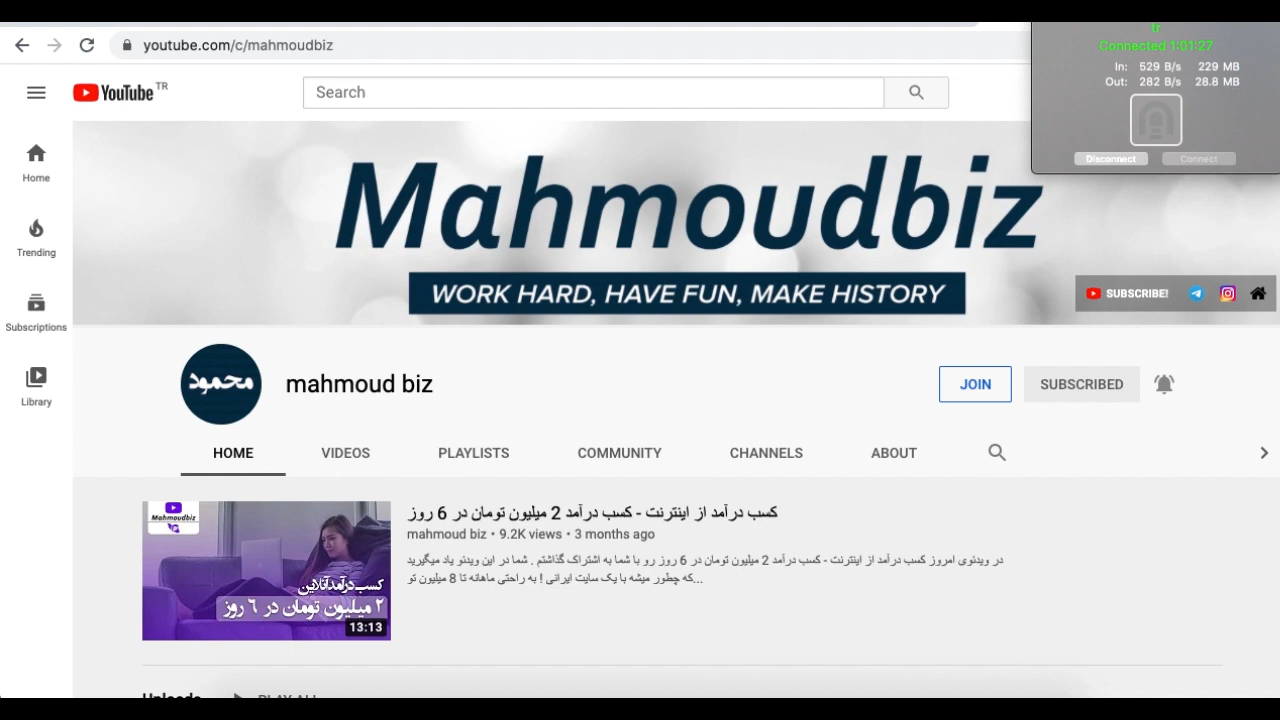 youtube.com/c/mahmoudbiz
tr
Connected 1:01:27
In: 529 B/s 229 MB
Out: 282 B/s 28.8 MB
Disconnect Connect
YouTube TR
Search
Home
Trending
Subscriptions
Library
Mahmoudbiz
WORK HARD, HAVE FUN, MAKE HISTORY
SUBSCRIBE!
محمود
mahmoud biz
JOIN
SUBSCRIBED
HOME VIDEOS PLAYLISTS COMMUNITY CHANNELS ABOUT
Mahmoudbiz
کسب درآمد آنلاین
۲ میلیون تومان در ۶ روز
13:13
کسب درآمد از اینترنت - کسب درآمد 2 میلیون تومان در 6 روز
mahmoud biz • 9.2K views • 3 months ago
در ویدئوی امروز کسب درآمد از اینترنت - کسب درآمد 2 میلیون تومان در 6 روز رو با شما به اشتراک گذاشتم . شما در این ویدئو یاد میگیرید
که چطور میشه با یک سایت ایرانی ! به راحتی ماهانه تا 8 میلیون تو...
Uploads PLAY ALL